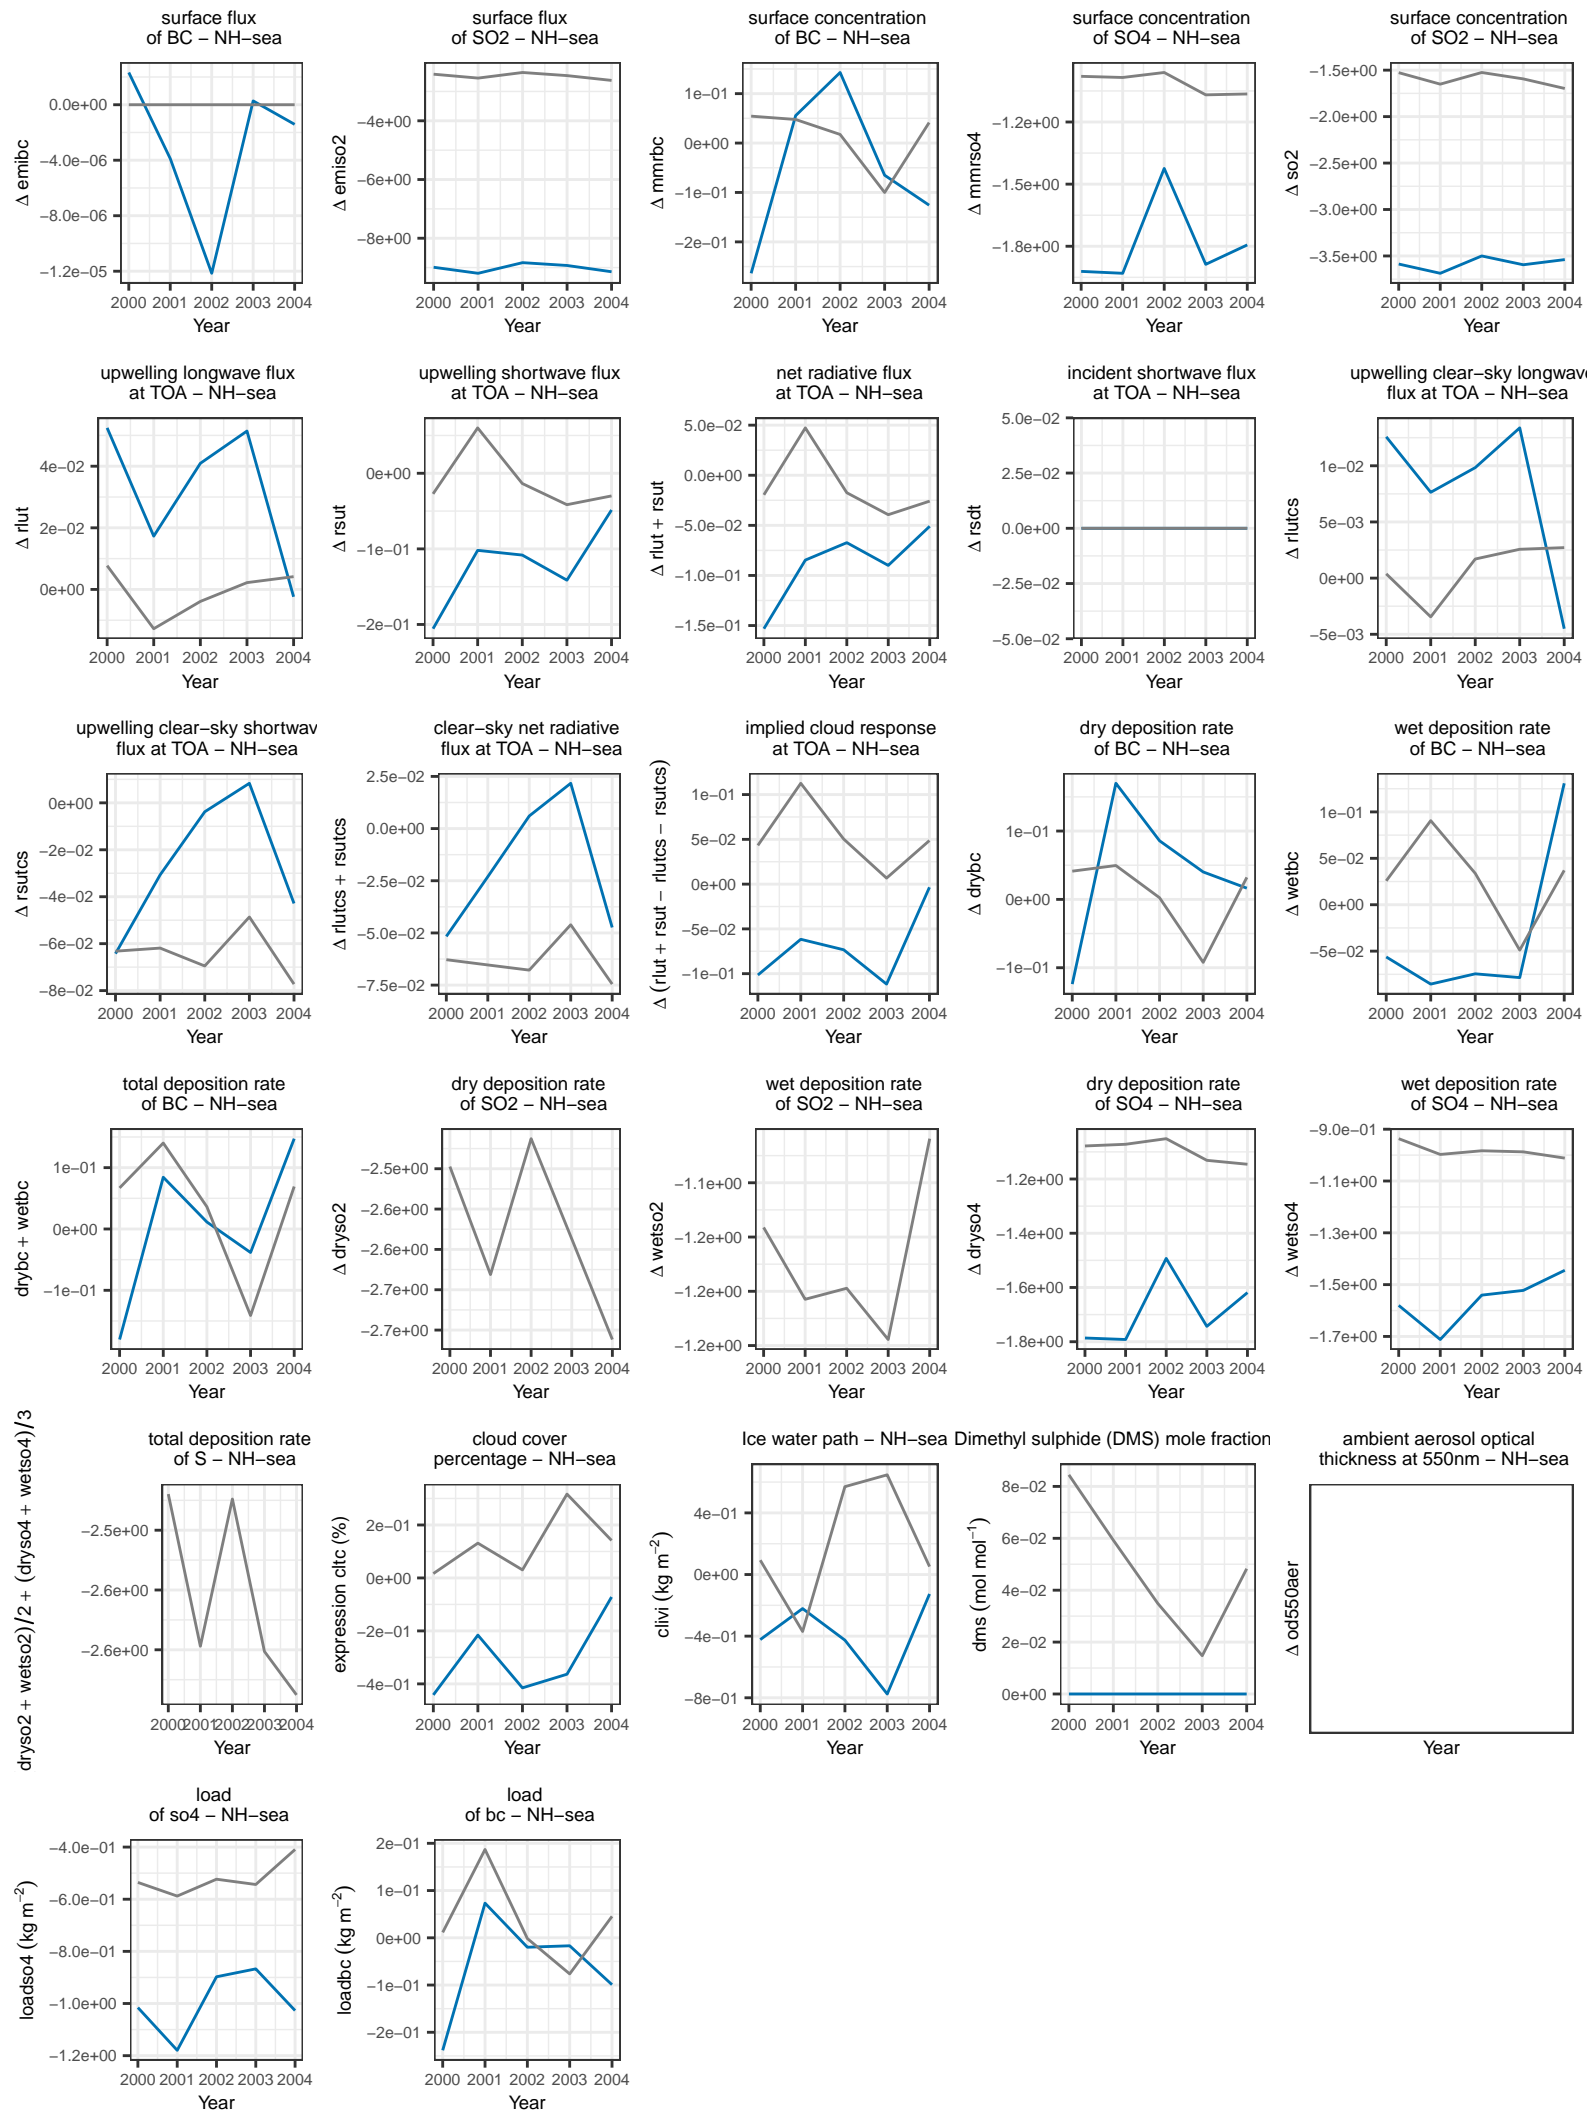 surface flux
of BC − NH−sea
Δ emibc
0.0e+00
−4.0e−06
−8.0e−06
−1.2e−05
2000 2001 2002 2003 2004
Year
surface flux
of SO2 − NH−sea
Δ emiso2
−4e+00
−6e+00
−8e+00
2000 2001 2002 2003 2004
Year
surface concentration
of BC − NH−sea
Δ mmrbc
1e−01
0e+00
−1e−01
−2e−01
2000 2001 2002 2003 2004
Year
surface concentration
of SO4 − NH−sea
Δ mmrso4
−1.2e+00
−1.5e+00
−1.8e+00
2000 2001 2002 2003 2004
Year
surface concentration
of SO2 − NH−sea
Δ so2
−1.5e+00
−2.0e+00
−2.5e+00
−3.0e+00
−3.5e+00
2000 2001 2002 2003 2004
Year
upwelling longwave flux
at TOA − NH−sea
Δ rlut
4e−02
2e−02
0e+00
2000 2001 2002 2003 2004
Year
upwelling shortwave flux
at TOA − NH−sea
Δ rsut
0e+00
−1e−01
−2e−01
2000 2001 2002 2003 2004
Year
net radiative flux
at TOA − NH−sea
Δ rlut + rsut
5.0e−02
0.0e+00
−5.0e−02
−1.0e−01
−1.5e−01
2000 2001 2002 2003 2004
Year
incident shortwave flux
at TOA − NH−sea
Δ rsdt
5.0e−02
2.5e−02
0.0e+00
−2.5e−02
−5.0e−02
2000 2001 2002 2003 2004
Year
upwelling clear−sky longwave
flux at TOA − NH−sea
Δ rlutcs
1e−02
5e−03
0e+00
−5e−03
2000 2001 2002 2003 2004
Year
upwelling clear−sky shortwav
flux at TOA − NH−sea
Δ rsutcs
0e+00
−2e−02
−4e−02
−6e−02
−8e−02
2000 2001 2002 2003 2004
Year
clear−sky net radiative
flux at TOA − NH−sea
Δ rlutcs + rsutcs
2.5e−02
0.0e+00
−2.5e−02
−5.0e−02
−7.5e−02
2000 2001 2002 2003 2004
Year
implied cloud response
at TOA − NH−sea
Δ (rlut + rsut − rlutcs − rsutcs)
1e−01
5e−02
0e+00
−5e−02
−1e−01
2000 2001 2002 2003 2004
Year
dry deposition rate
of BC − NH−sea
Δ drybc
1e−01
0e+00
−1e−01
2000 2001 2002 2003 2004
Year
wet deposition rate
of BC − NH−sea
Δ wetbc
1e−01
5e−02
0e+00
−5e−02
2000 2001 2002 2003 2004
Year
total deposition rate
of BC − NH−sea
drybc + wetbc
1e−01
0e+00
−1e−01
2000 2001 2002 2003 2004
Year
dry deposition rate
of SO2 − NH−sea
Δ dryso2
−2.5e+00
−2.6e+00
−2.6e+00
−2.7e+00
−2.7e+00
2000 2001 2002 2003 2004
Year
wet deposition rate
of SO2 − NH−sea
Δ wetso2
−1.1e+00
−1.2e+00
−1.2e+00
−1.2e+00
2000 2001 2002 2003 2004
Year
dry deposition rate
of SO4 − NH−sea
Δ dryso4
−1.2e+00
−1.4e+00
−1.6e+00
−1.8e+00
2000 2001 2002 2003 2004
Year
wet deposition rate
of SO4 − NH−sea
Δ wetso4
−9.0e−01
−1.1e+00
−1.3e+00
−1.5e+00
−1.7e+00
2000 2001 2002 2003 2004
Year
total deposition rate
of S − NH−sea
dryso2 + wetso2)/2 + (dryso4 + wetso4)/3
−2.5e+00
−2.6e+00
−2.6e+00
2000 2001 2002 2003 2004
Year
cloud cover
percentage − NH−sea
expression cltc (%)
2e−01
0e+00
−2e−01
−4e−01
2000 2001 2002 2003 2004
Year
Ice water path − NH−sea
clivi (kg m−2)
4e−01
0e+00
−4e−01
−8e−01
2000 2001 2002 2003 2004
Year
Dimethyl sulphide (DMS) mole fraction
dms (mol mol−1)
8e−02
6e−02
4e−02
2e−02
0e+00
2000 2001 2002 2003 2004
Year
ambient aerosol optical
thickness at 550nm − NH−sea
Δ od550aer
Year
load
of so4 − NH−sea
loadso4 (kg m−2)
−4.0e−01
−6.0e−01
−8.0e−01
−1.0e+00
−1.2e+00
2000 2001 2002 2003 2004
Year
load
of bc − NH−sea
loadbc (kg m−2)
2e−01
1e−01
0e+00
−1e−01
−2e−01
2000 2001 2002 2003 2004
Year